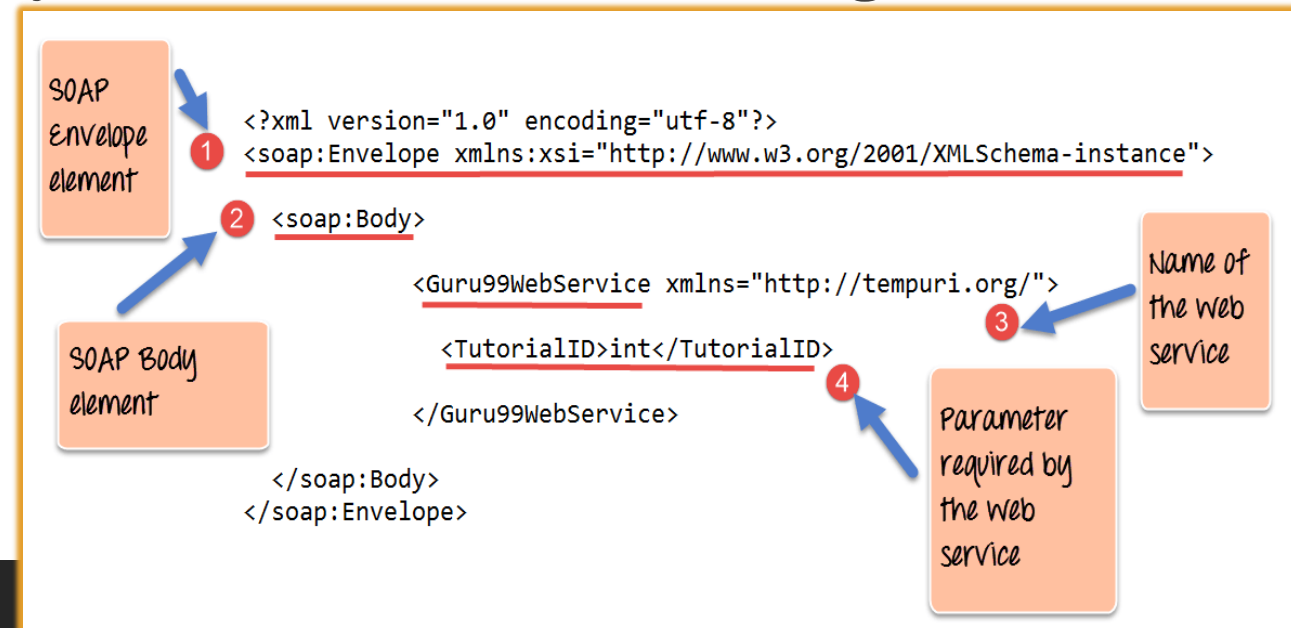 SOAP
Envelope
element
1
<?xml version="1.0" encoding="utf-8"?>
<soap:Envelope xmlns:xsi="http://www.w3.org/2001/XMLSchema-instance">
2
<soap:Body>
<Guru99WebService xmlns="http://tempuri.org/">
3
Name of
the web
service
SOAP Body
element
<TutorialID>int</TutorialID>
4
</Guru99WebService>
Parameter
required by
the web
service
</soap:Body>
</soap:Envelope>